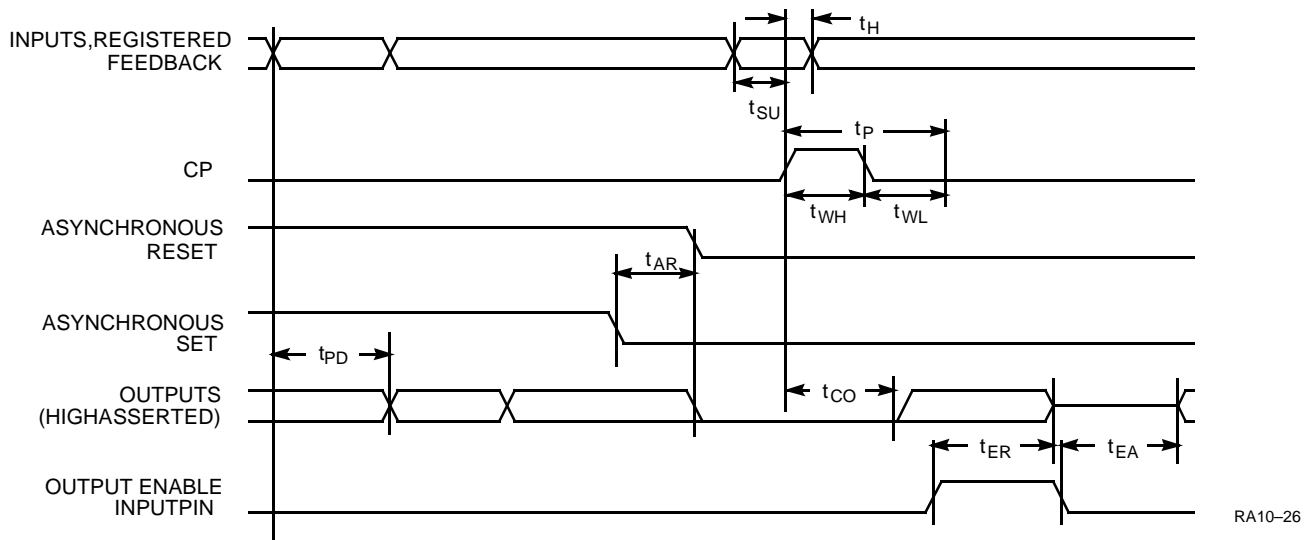 INPUTS,REGISTERED
FEEDBACK
tH
tSU
tP
CP
tWH
tWL
ASYNCHRONOUS
RESET
tAR
ASYNCHRONOUS
SET
tPD
OUTPUTS
(HIGHASSERTED)
tCO
tER
tEA
OUTPUT ENABLE
INPUTPIN
RA10–26